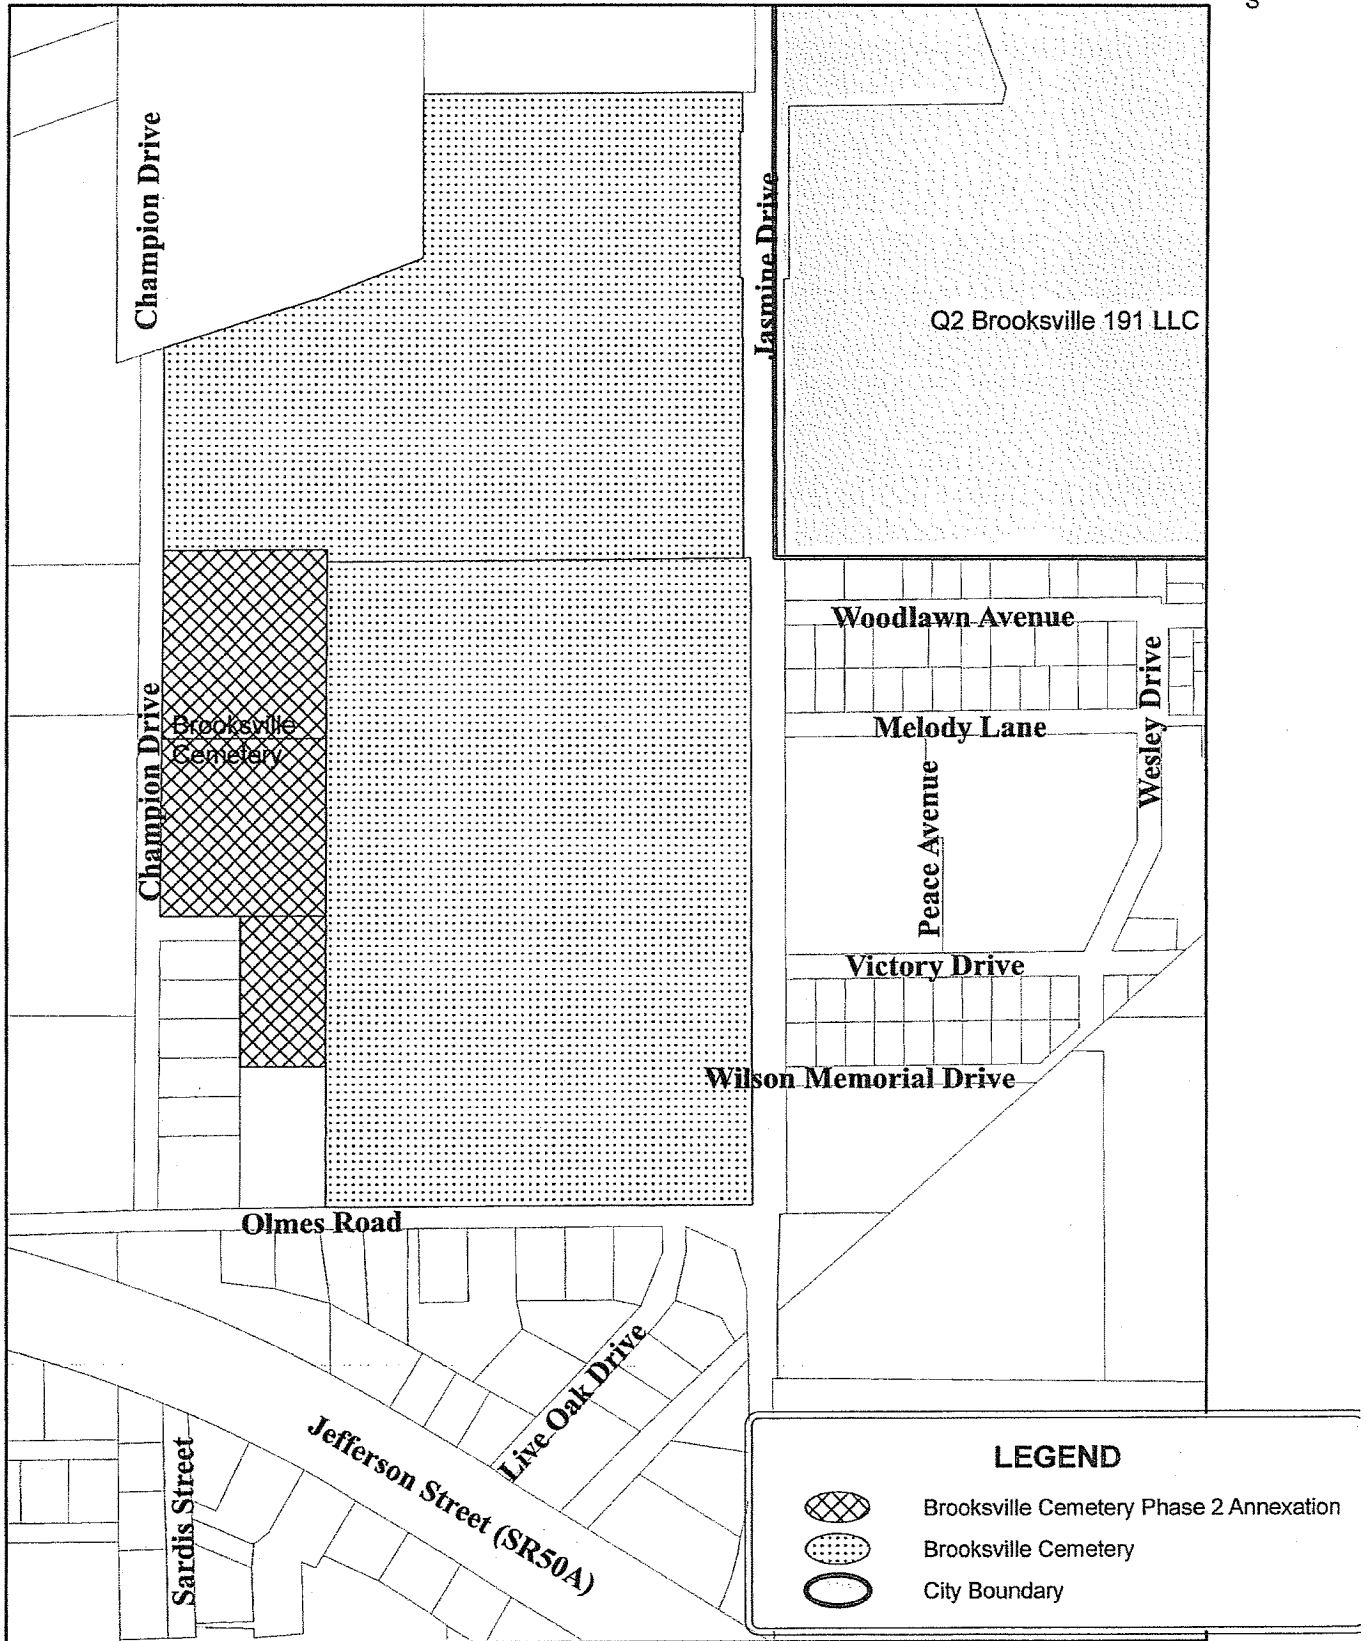 Champion Drive
Jasmine Drive
Q2 Brooksville 191 LLC
Woodlawn Avenue
Brooksville
Cemetery
Champion Drive
Melody Lane
Wesley Drive
Peace Avenue
Victory Drive
Wilson Memorial Drive
Olmes Road
Live Oak Drive
Jefferson Street (SR50A)
Sardis Street
LEGEND
Brooksville Cemetery Phase 2 Annexation
Brooksville Cemetery
City Boundary